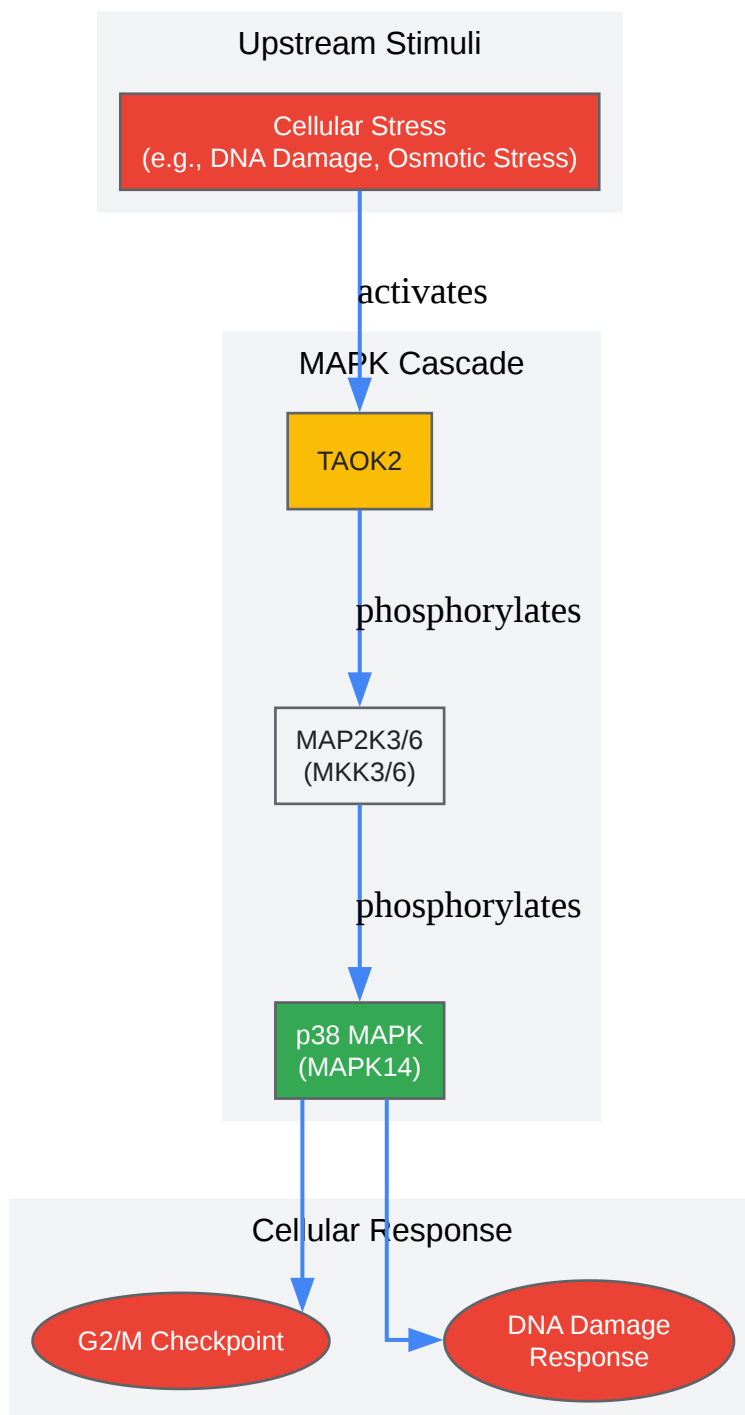 Upstream Stimuli
Cellular Stress
(e.g., DNA Damage, Osmotic Stress)
activates
MAPK Cascade
TAOK2
phosphorylates
MAP2K3/6
(MKK3/6)
phosphorylates
p38 MAPK
(MAPK14)
Cellular Response
G2/M Checkpoint
DNA Damage
Response